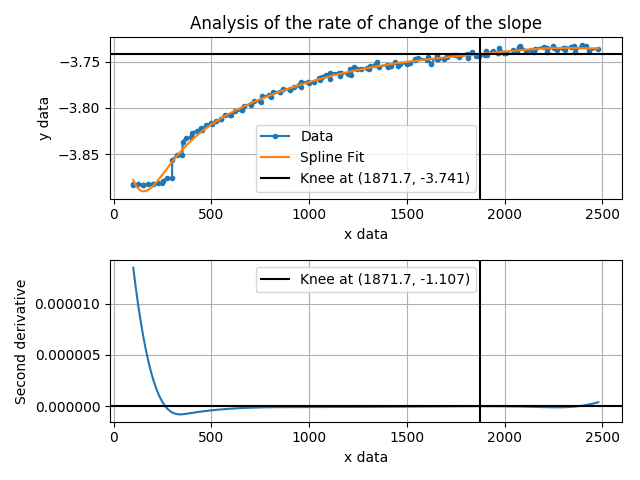 Analysis of the rate of change of the slope
y data
−3.75
−3.80
−3.85
Data
Spline Fit
Knee at (1871.7, -3.741)
0 500 1000 1500 2000 2500
x data
Second derivative
0.000010
0.000005
0.000000
Knee at (1871.7, -1.107)
0 500 1000 1500 2000 2500
x data